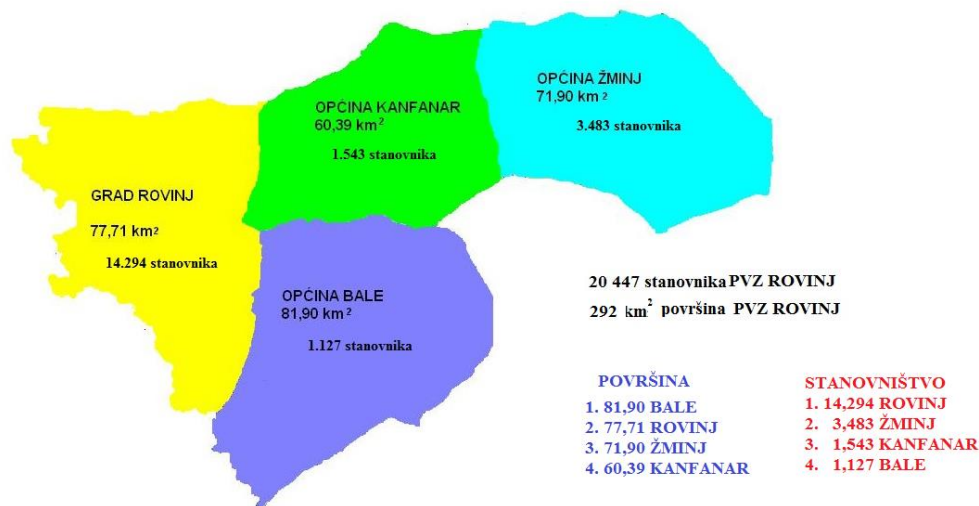 OPĆINA ŽMINJ
71,90 km²
3.483 stanovnika
OPĆINA KANFANAR
60,39 km²
1.543 stanovnika
GRAD ROVINJ
77,71 km²
14.294 stanovnika
OPĆINA BALE
81,90 km²
1.127 stanovnika
20 447 stanovnika PVZ ROVINJ
292 km² površina PVZ ROVINJ
POVRŠINA
1. 81,90 BALE
2. 77,71 ROVINJ
3. 71,90 ŽMINJ
4. 60,39 KANFANAR
STANOVNIŠTVO
1. 14,294 ROVINJ
2. 3,483 ŽMINJ
3. 1,543 KANFANAR
4. 1,127 BALE